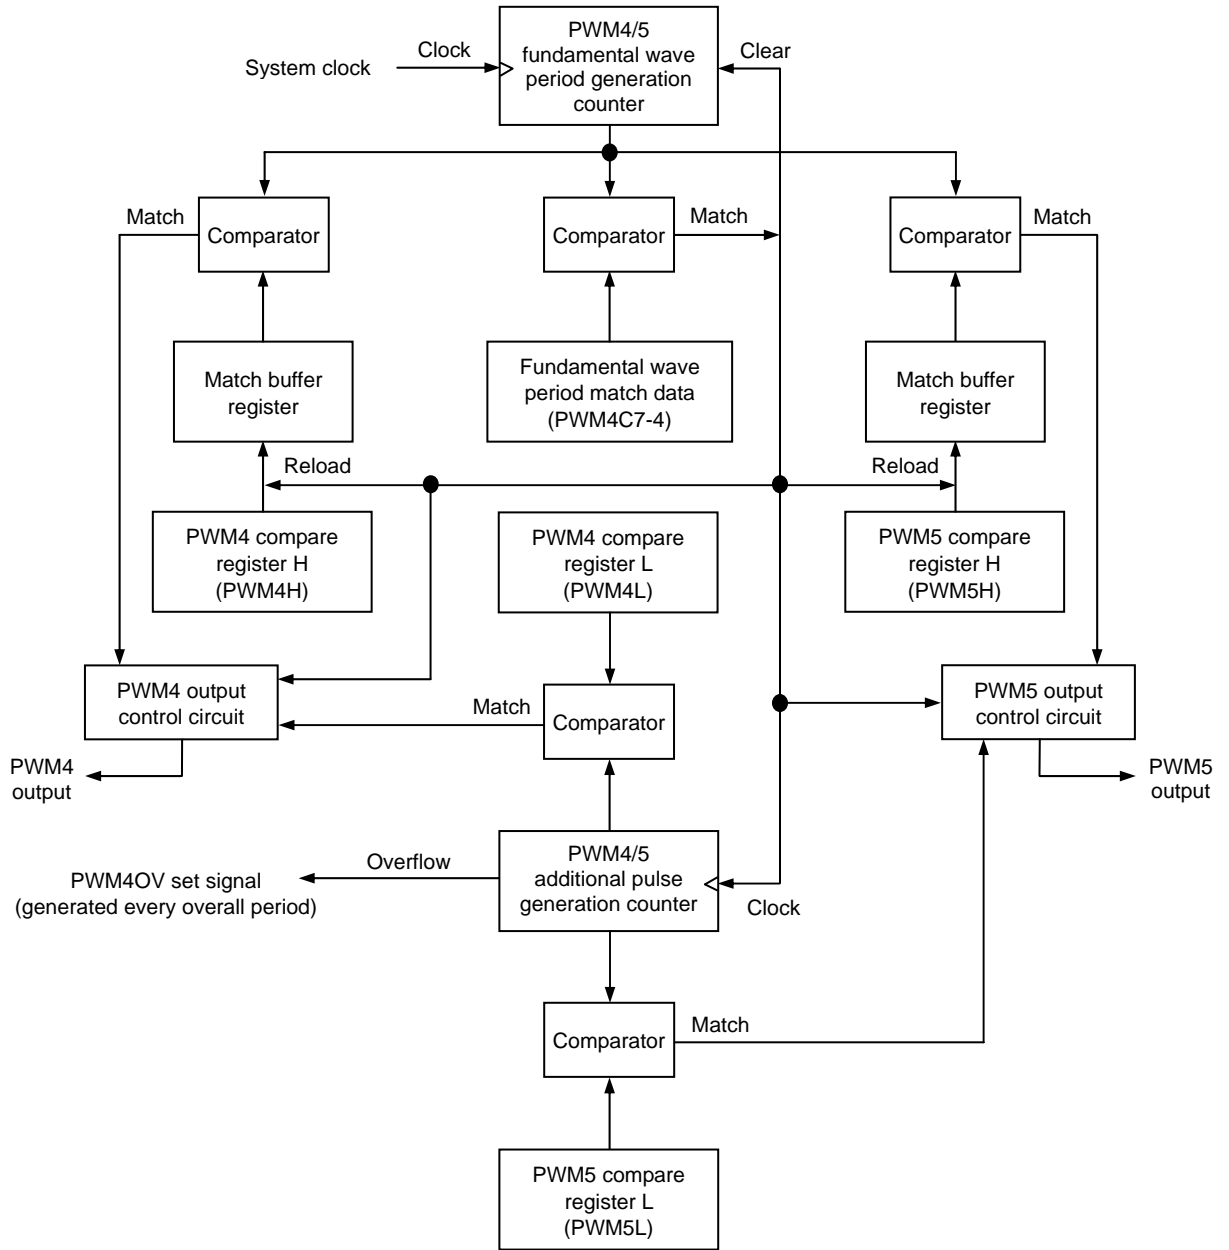 PWM4/5
fundamental wave
period generation
counter
System clock
Clock
Clear
Match
Comparator
Comparator
Match
Comparator
Match
Match buffer
register
Fundamental wave
period match data
(PWM4C7-4)
Match buffer
register
Reload
Reload
PWM4 compare
register H
(PWM4H)
PWM4 compare
register L
(PWM4L)
PWM5 compare
register H
(PWM5H)
PWM4 output
control circuit
Match
Comparator
PWM5 output
control circuit
PWM4
output
PWM5
output
PWM4OV set signal
(generated every overall period)
Overflow
PWM4/5
additional pulse
generation counter
Clock
Comparator
Match
PWM5 compare
register L
(PWM5L)